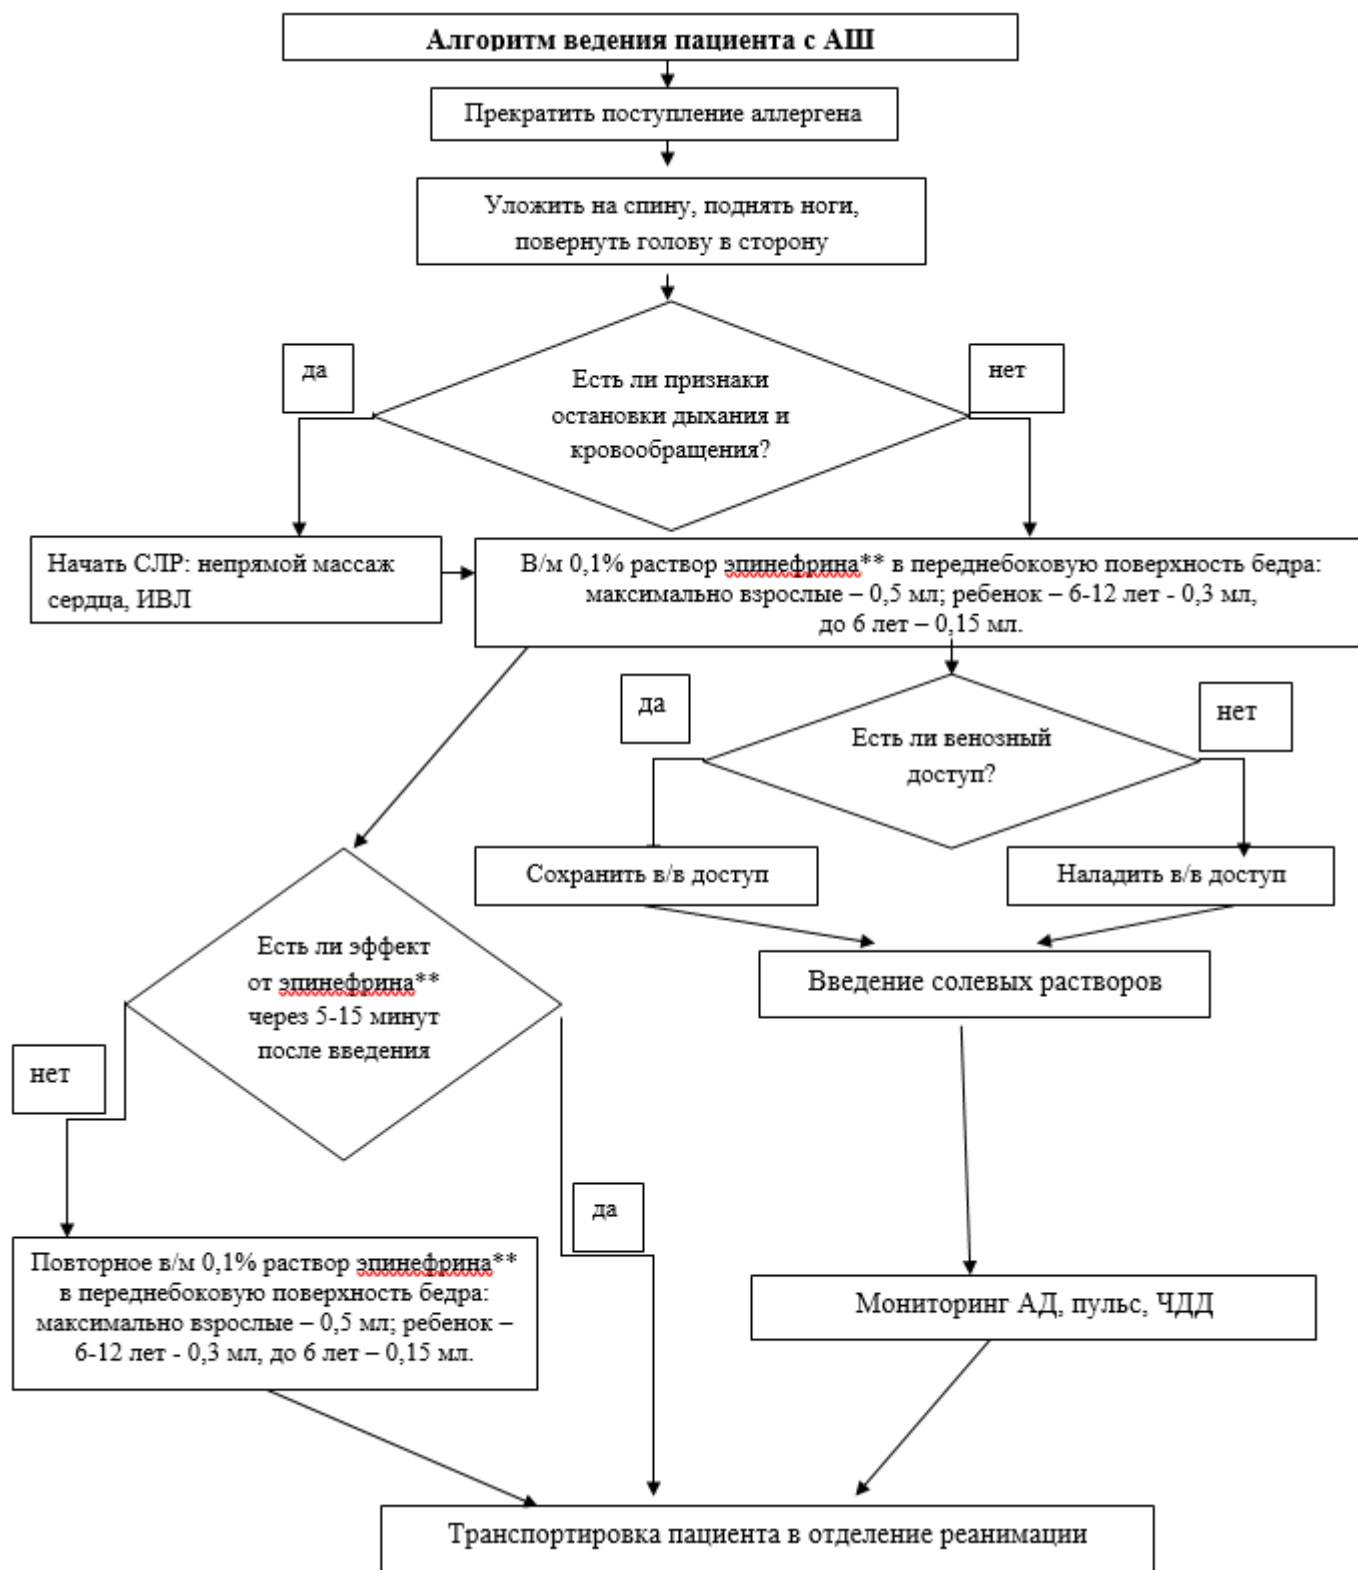 Алгоритм ведения пациента с АШ
Прекратить поступление аллергена
Уложить на спину, поднять ноги,
повернуть голову в сторону
да
Есть ли признаки
остановки дыхания и
кровообращения?
нет
Начать СЛР: непрямой массаж
сердца, ИВЛ
В/м 0,1% раствор эпинефрина** в переднебоковую поверхность бедра:
максимально взрослые – 0,5 мл; ребенок – 6-12 лет - 0,3 мл,
до 6 лет – 0,15 мл.
да
Есть ли венозный
доступ?
нет
Сохранить в/в доступ
Наладить в/в доступ
Есть ли эффект
от эпинефрина**
через 5-15 минут
после введения
Введение солевых растворов
нет
да
Повторное в/м 0,1% раствор эпинефрина**
в переднебоковую поверхность бедра:
максимально взрослые – 0,5 мл; ребенок –
6-12 лет - 0,3 мл, до 6 лет – 0,15 мл.
Мониторинг АД, пульс, ЧДД
Транспортировка пациента в отделение реанимации